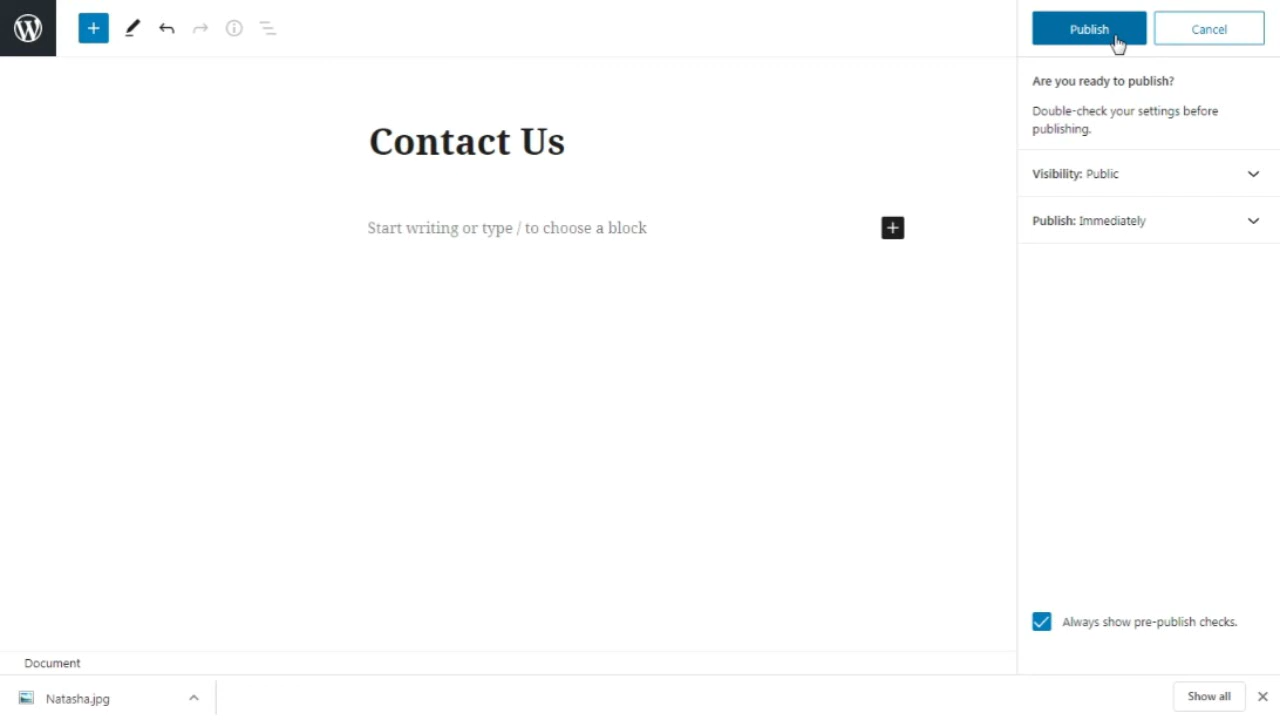 Publish
Cancel
Are you ready to publish?
Double-check your settings before
publishing.
Visibility: Public
Publish: Immediately
Contact Us
Start writing or type / to choose a block
Always show pre-publish checks.
Document
Natasha.jpg
Show all